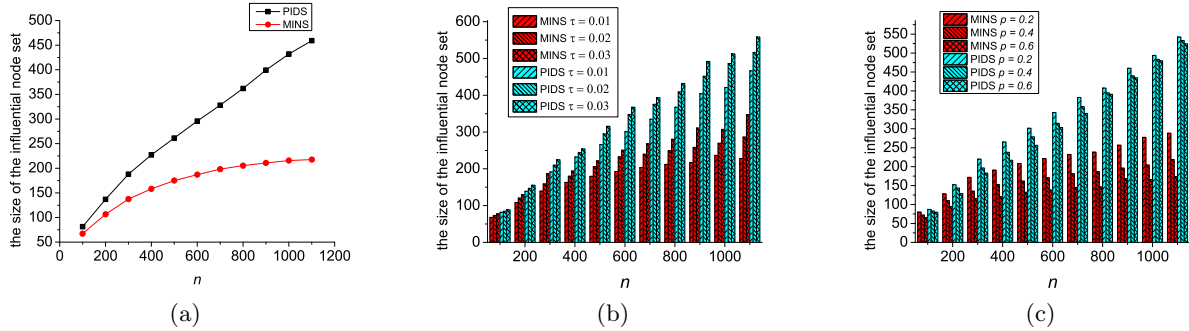 the size of the influential node set
500
450
400
350
300
250
200
150
100
50
0
200
400
600
800
1000
1200
n
PIDS
MINS
(a)
the size of the influential node set
600
500
400
300
200
100
0
200
400
600
800
1000
n
MINS τ = 0.01
MINS τ = 0.02
MINS τ = 0.03
PIDS τ = 0.01
PIDS τ = 0.02
PIDS τ = 0.03
(b)
the size of the influential node set
550
500
450
400
350
300
250
200
150
100
50
0
200
400
600
800
1000
n
MINS p = 0.2
MINS p = 0.4
MINS p = 0.6
PIDS p = 0.2
PIDS p = 0.4
PIDS p = 0.6
(c)